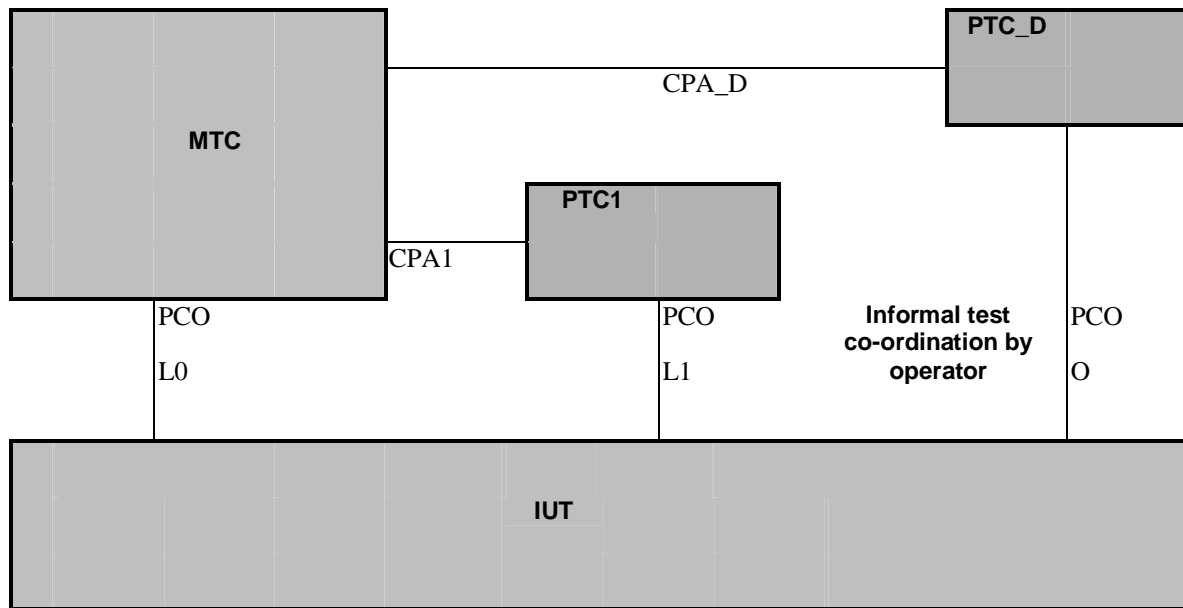 PTC_D
CPA_D
MTC
PTC1
CPA1
PCO
L0
PCO
L1
Informal test
co-ordination by
operator
PCO
O
IUT